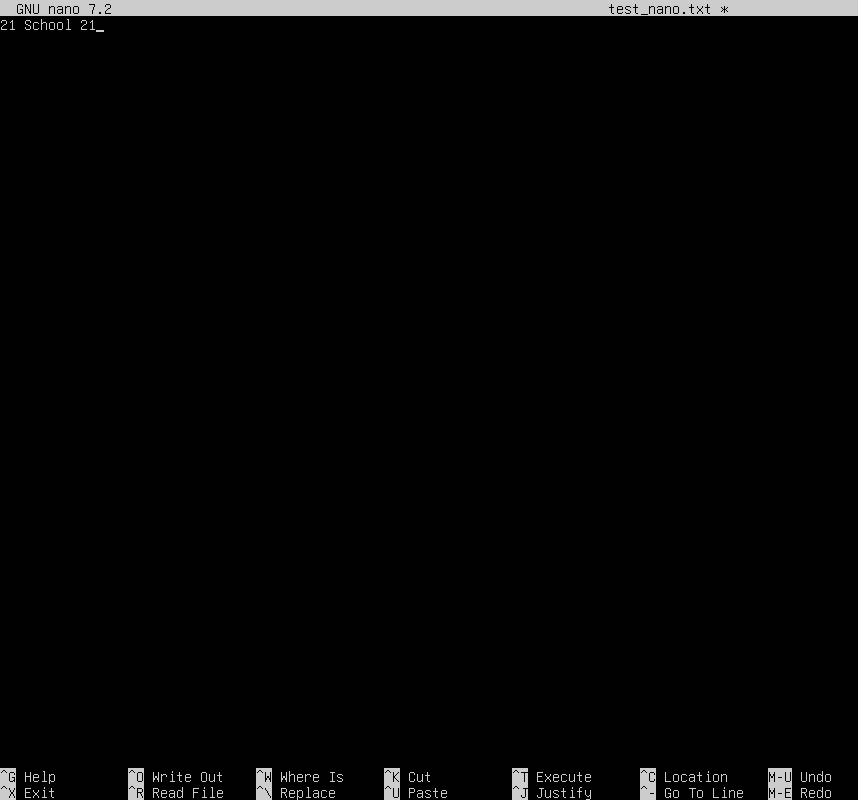 GNU nano 7.2 test_nano.txt *
21 School 21_
^G Help ^O Write Out ^W Where Is ^K Cut ^T Execute ^C Location M-U Undo
^X Exit ^R Read File ^\ Replace ^U Paste ^J Justify ^- Go To Line M-E Redo